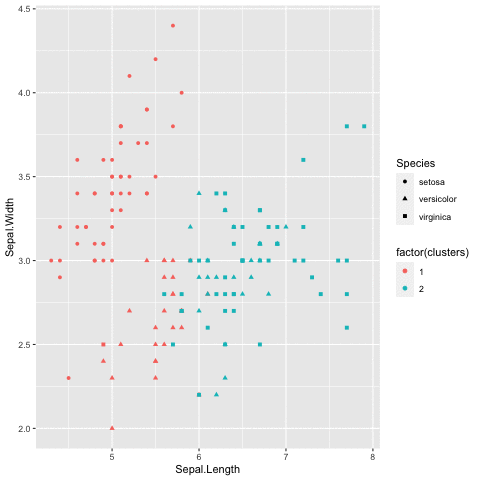 4.5
4.0
3.5
3.0
2.5
2.0
Sepal.Width
5
6
7
8
Sepal.Length
Species
setosa
versicolor
virginica
factor(clusters)
1
2